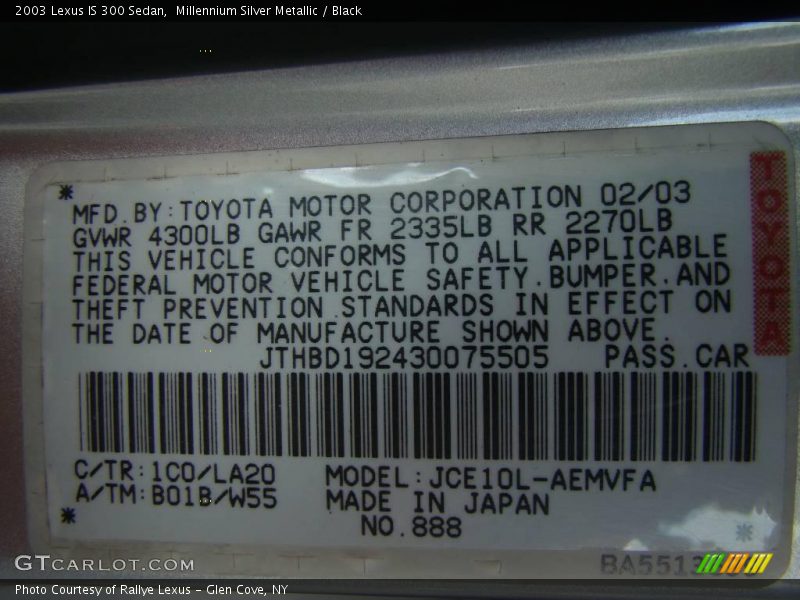 2003 Lexus IS 300 Sedan,  Millennium Silver Metallic / Black
MFD.BY:TOYOTA MOTOR CORPORATION 02/03
GVWR 4300LB GAWR FR 2335LB RR 2270LB
THIS VEHICLE CONFORMS TO ALL APPLICABLE
FEDERAL MOTOR VEHICLE SAFETY.BUMPER.AND
THEFT PREVENTION STANDARDS IN EFFECT ON
THE DATE OF MANUFACTURE SHOWN ABOVE.
JTHBD192430075505 PASS.CAR
TOYOTA
C/TR:1C0/LA20 MODEL:JCE10L-AEMVFA
A/TM:B01B/W55 MADE IN JAPAN
NO.888
GTCARLOT.COM
Photo Courtesy of Rallye Lexus - Glen Cove, NY